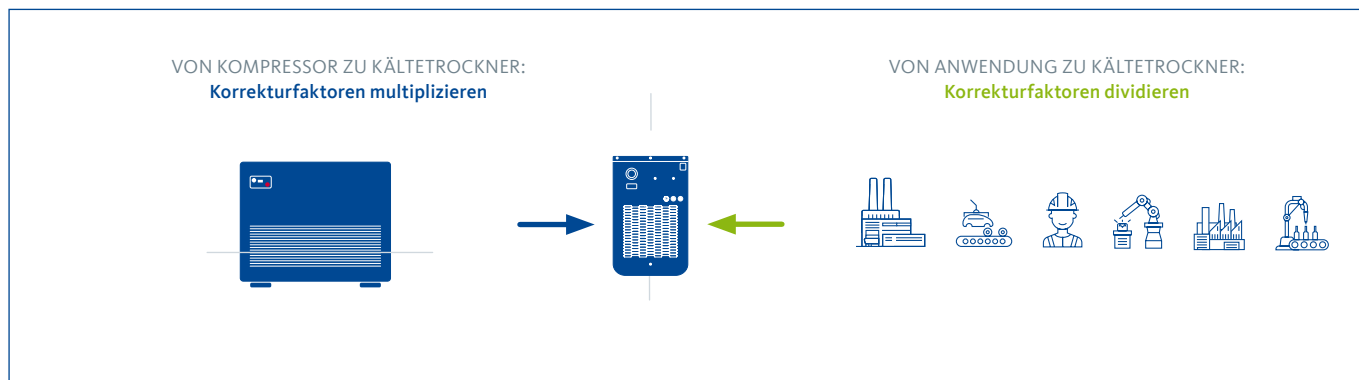 VON KOMPRESSOR ZU KÄLTETROCKNER:
Korrekturfaktoren multiplizieren
VON ANWENDUNG ZU KÄLTETROCKNER:
Korrekturfaktoren dividieren